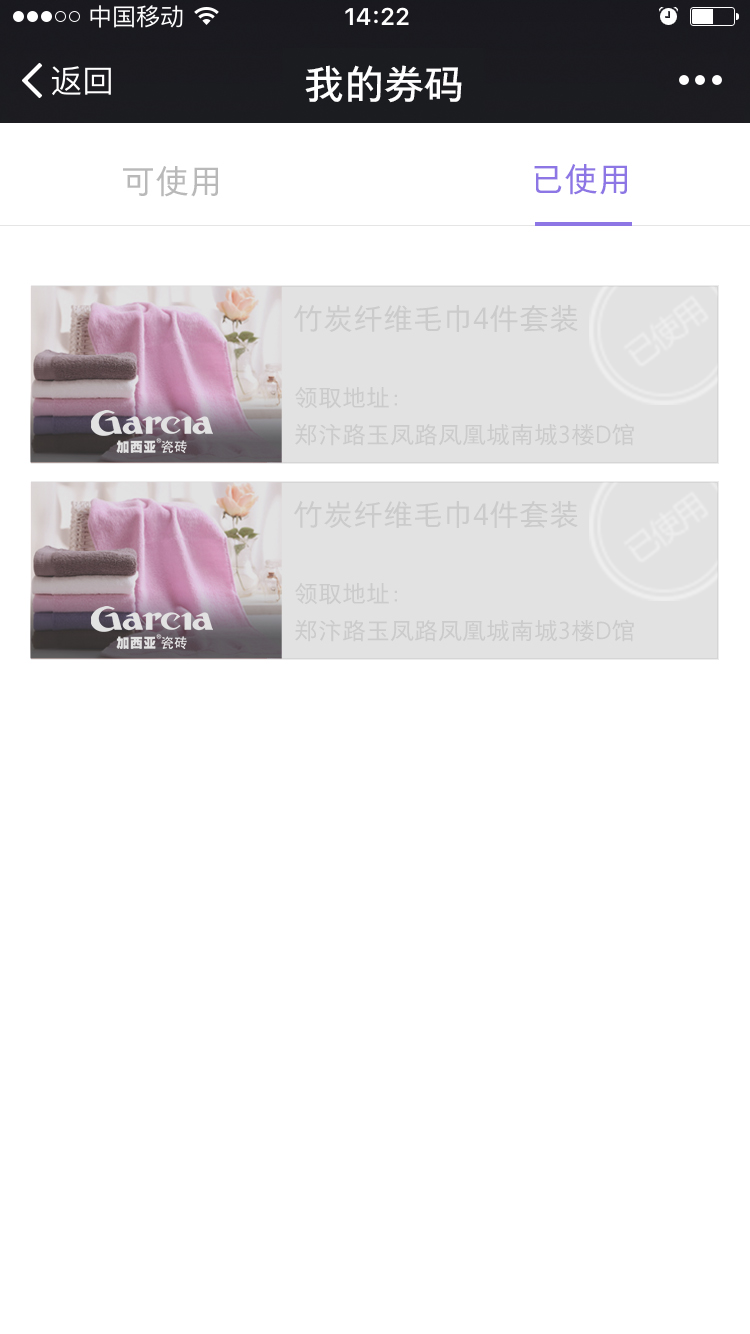 中国移动
14:22
返回
我的券码
可使用
已使用
竹炭纤维毛巾4件套装
已使用
领取地址：
郑汴路玉凤路凤凰城南城3楼D馆
Garcia
加西亚®瓷砖
竹炭纤维毛巾4件套装
已使用
领取地址：
郑汴路玉凤路凤凰城南城3楼D馆
Garcia
加西亚®瓷砖